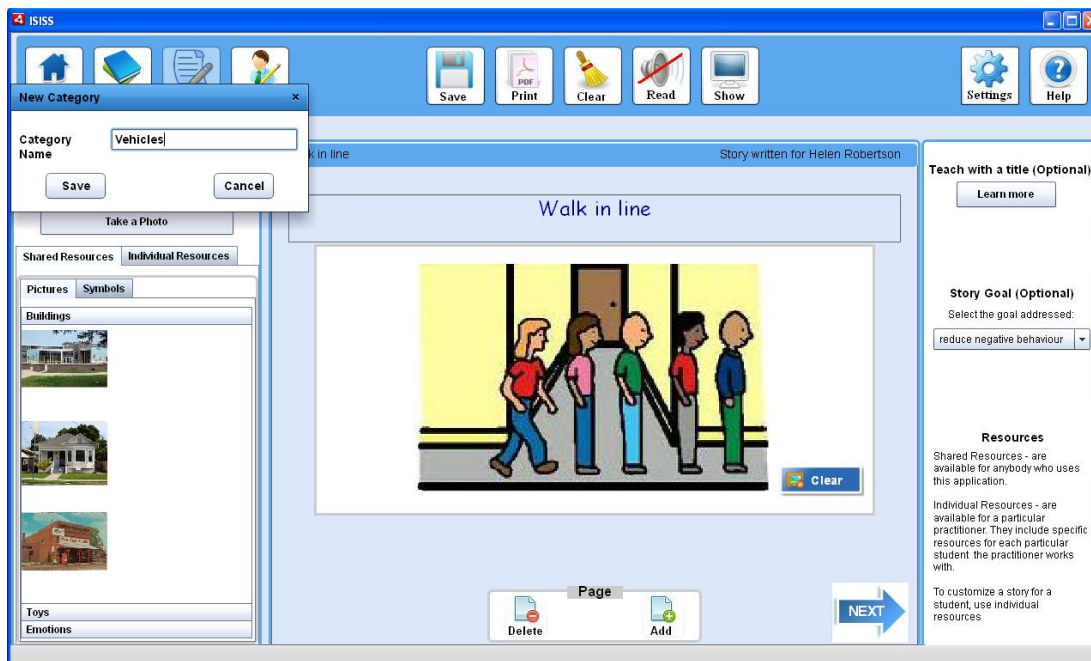 ISISS
Save
Print
Clear
Read
Show
Settings
Help
PDF
New Category
×
Category Name
Vehicles
Save
Cancel
Take a Photo
Shared Resources
Individual Resources
Pictures
Symbols
Buildings
Toys
Emotions
k in line
Story written for Helen Robertson
Walk in line
Clear
Page
Delete
Add
NEXT
Teach with a title (Optional)
Learn more
Story Goal (Optional)
Select the goal addressed:
reduce negative behaviour
Resources
Shared Resources - are
available for anybody who uses
this application.
Individual Resources - are
available for a particular
practitioner. They include specific
resources for each particular
student the practitioner works
with.
To customize a story for a
student, use individual
resources